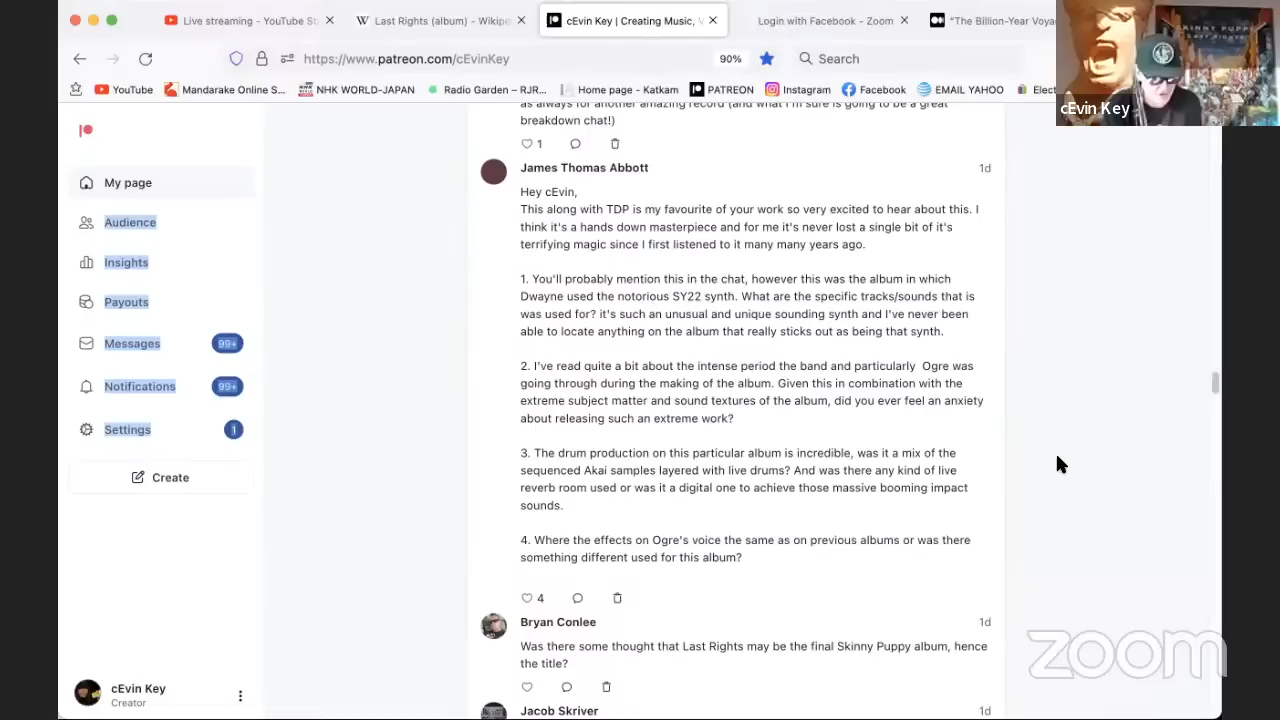 Live streaming - YouTube St
Last Rights (album) - Wikipe
cEvin Key | Creating Music, V
Login with Facebook - Zoom
"The Billion-Year Voya
https://www.patreon.com/cEvinKey
90%
Search
YouTube
Mandarake Online S...
NHK WORLD-JAPAN
Radio Garden – RJR...
Home page - Katkam
PATREON
Instagram
Facebook
EMAIL YAHOO
Elect
SKINNY PUPPY
LAST RIGHTS
cEvin Key
My page
Audience
Insights
Payouts
Messages 99+
Notifications 99+
Settings 1
Create
cEvin Key
Creator
as always for another amazing record (and what I'm sure is going to be a great
breakdown chat!)
1
James Thomas Abbott 1d
Hey cEvin,
This along with TDP is my favourite of your work so very excited to hear about this. I
think it's a hands down masterpiece and for me it's never lost a single bit of it's
terrifying magic since I first listened to it many many years ago.
1. You'll probably mention this in the chat, however this was the album in which
Dwayne used the notorious SY22 synth. What are the specific tracks/sounds that is
was used for? it's such an unusual and unique sounding synth and I've never been
able to locate anything on the album that really sticks out as being that synth.
2. I've read quite a bit about the intense period the band and particularly Ogre was
going through during the making of the album. Given this in combination with the
extreme subject matter and sound textures of the album, did you ever feel an anxiety
about releasing such an extreme work?
3. The drum production on this particular album is incredible, was it a mix of the
sequenced Akai samples layered with live drums? And was there any kind of live
reverb room used or was it a digital one to achieve those massive booming impact
sounds.
4. Where the effects on Ogre's voice the same as on previous albums or was there
something different used for this album?
4
Bryan Conlee 1d
Was there some thought that Last Rights may be the final Skinny Puppy album, hence
the title?
Jacob Skriver 1d
zoom